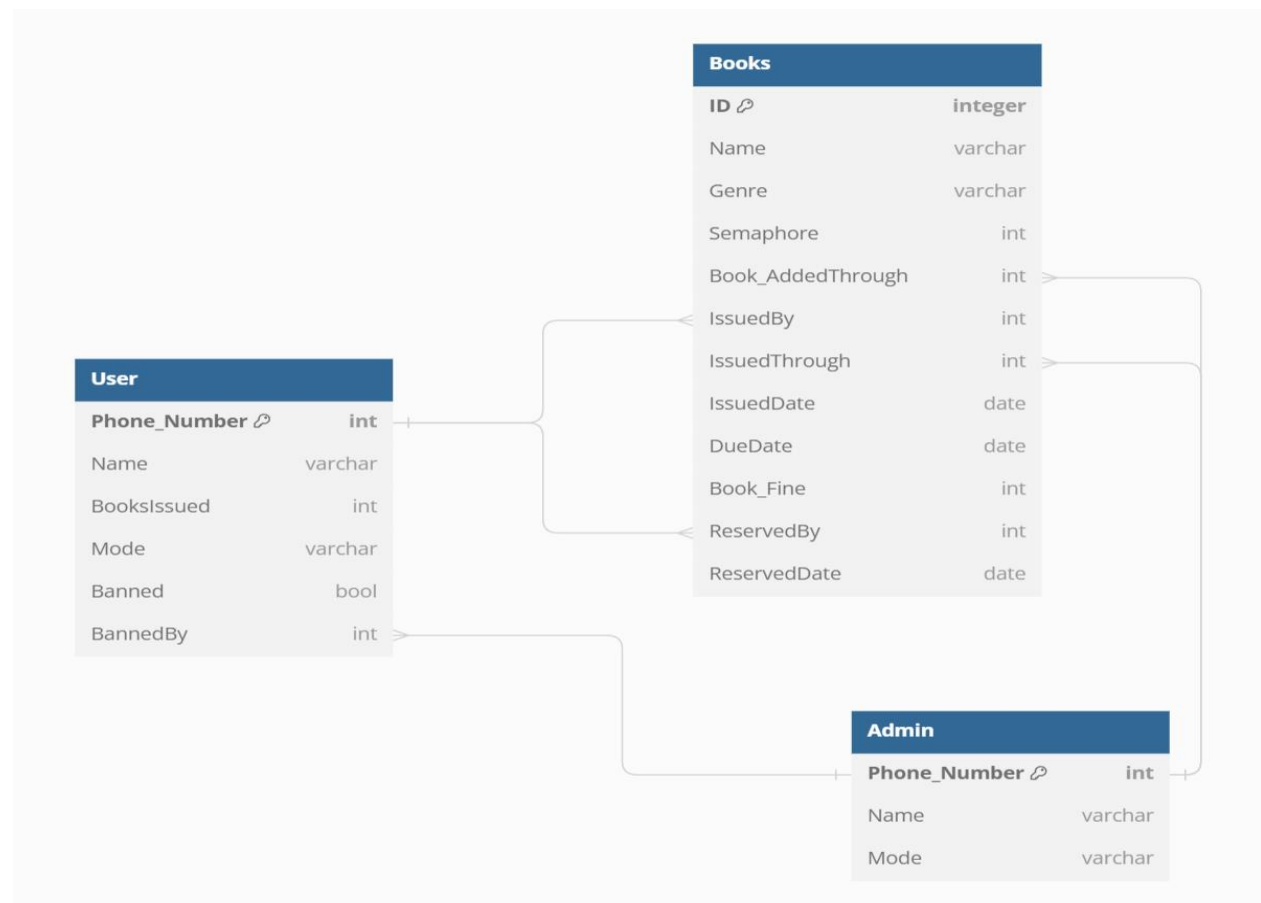 Books
ID integer
Name varchar
Genre varchar
Semaphore int
Book_AddedThrough int
IssuedBy int
IssuedThrough int
IssuedDate date
DueDate date
Book_Fine int
ReservedBy int
ReservedDate date
User
Phone_Number int
Name varchar
BooksIssued int
Mode varchar
Banned bool
BannedBy int
Admin
Phone_Number int
Name varchar
Mode varchar